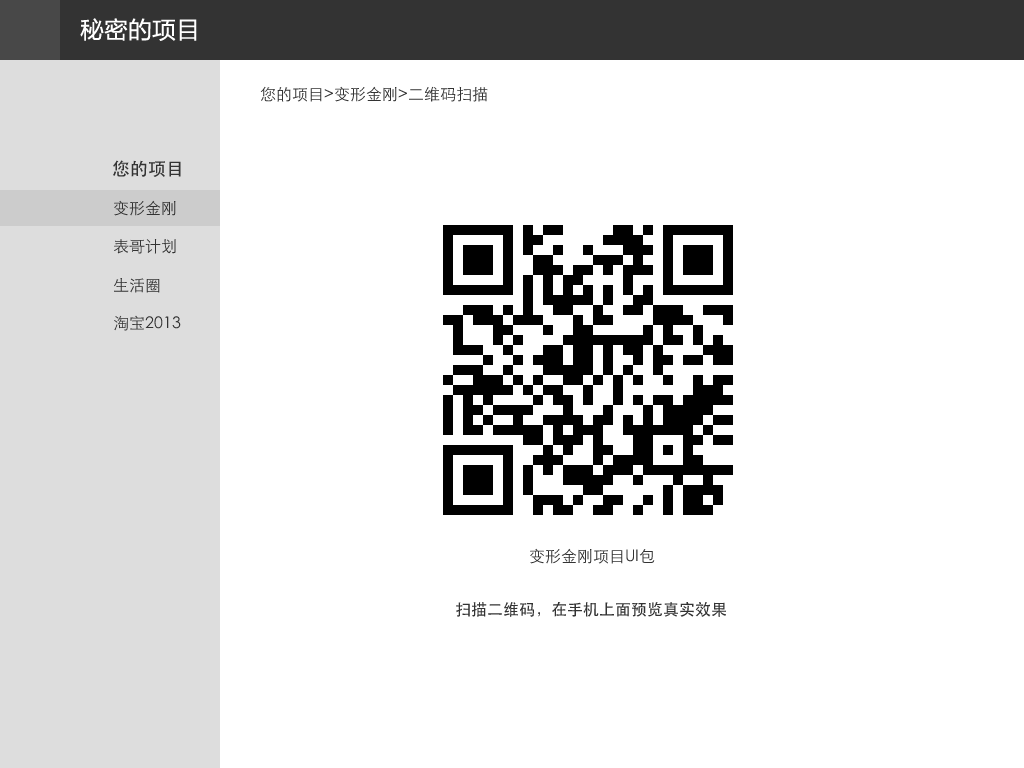 秘密的项目
您的项目>变形金刚>二维码扫描
您的项目
变形金刚
表哥计划
生活圈
淘宝2013
变形金刚项目UI包
扫描二维码，在手机上面预览真实效果